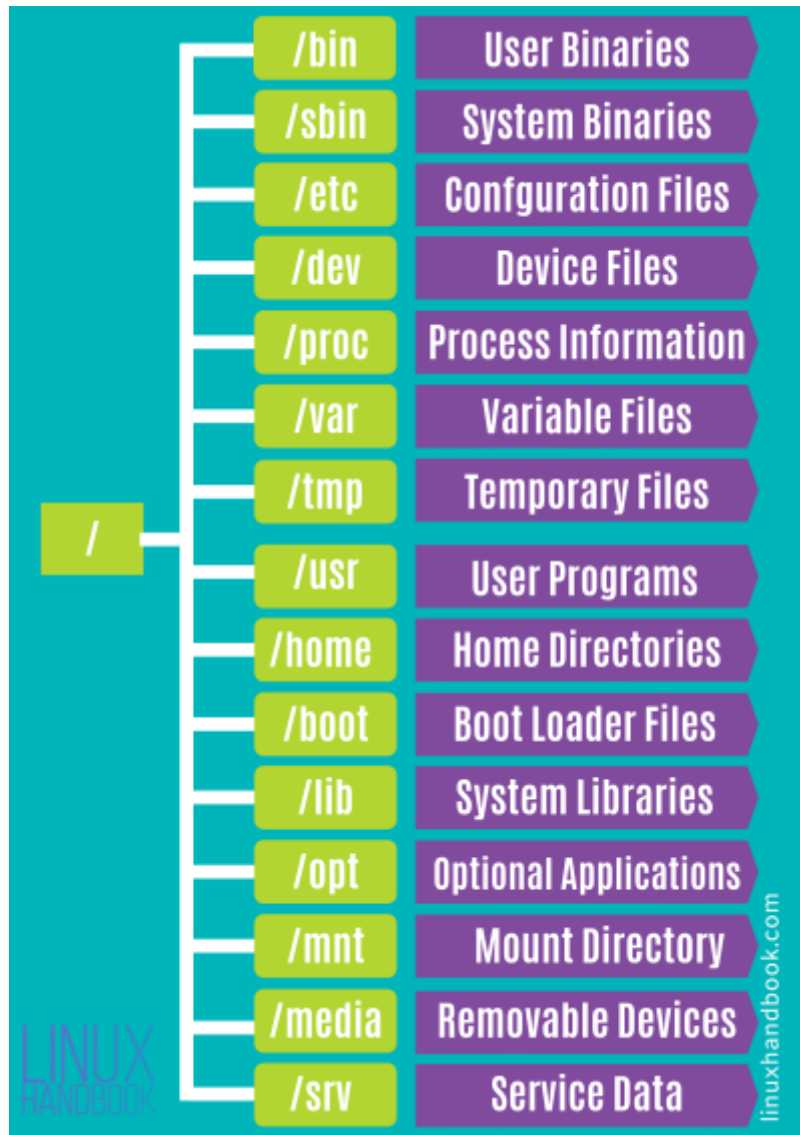 /bin User Binaries
/sbin System Binaries
/etc Confguration Files
/dev Device Files
/proc Process Information
/var Variable Files
/tmp Temporary Files
/
/usr User Programs
/home Home Directories
/boot Boot Loader Files
/lib System Libraries
/opt Optional Applications
/mnt Mount Directory
/media Removable Devices
/srv Service Data
LINUX
HANDBOOK
linuxhandbook.com